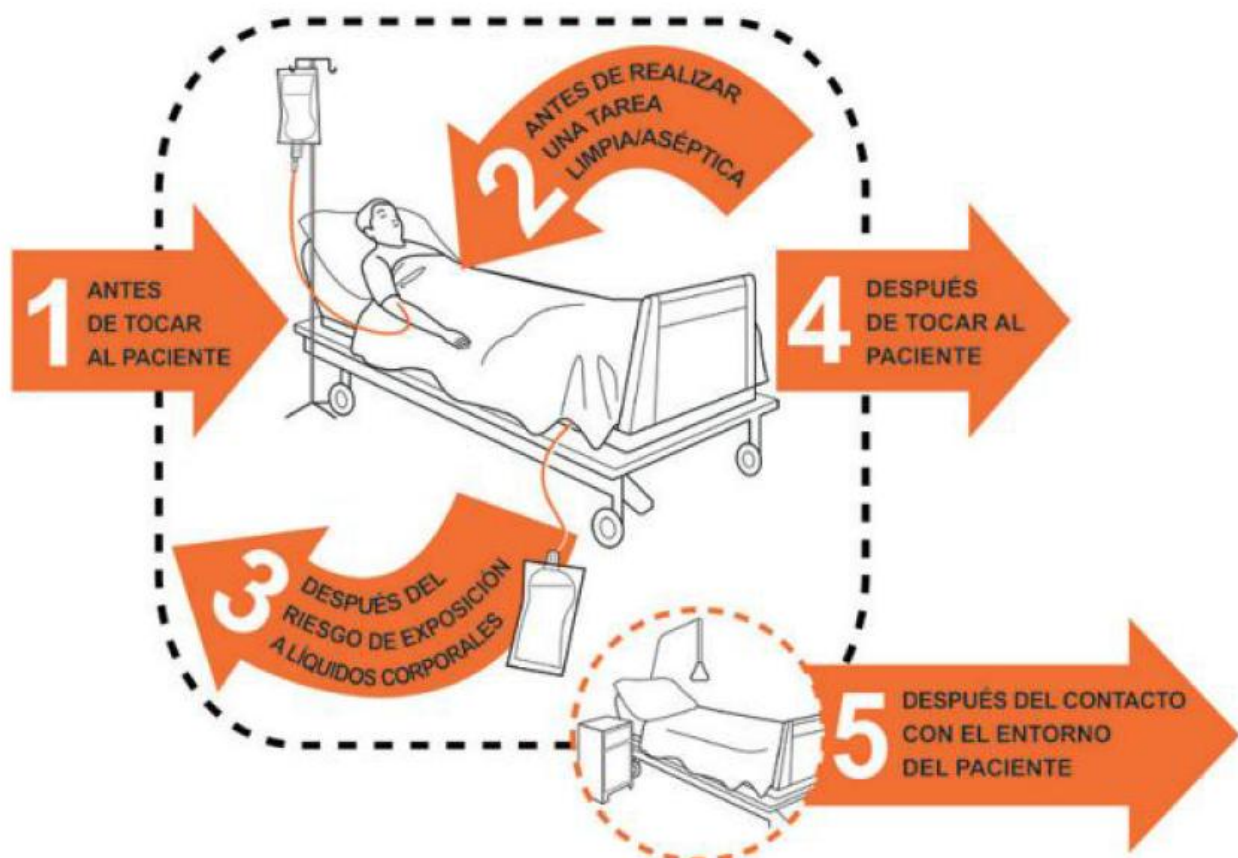 1 ANTES
DE TOCAR
AL PACIENTE
2 ANTES DE REALIZAR
UNA TAREA
LIMPIA/ASÉPTICA
3 DESPUÉS DEL
RIESGO DE EXPOSICIÓN
A LÍQUIDOS CORPORALES
4 DESPUÉS
DE TOCAR AL
PACIENTE
5 DESPUÉS DEL CONTACTO
CON EL ENTORNO
DEL PACIENTE